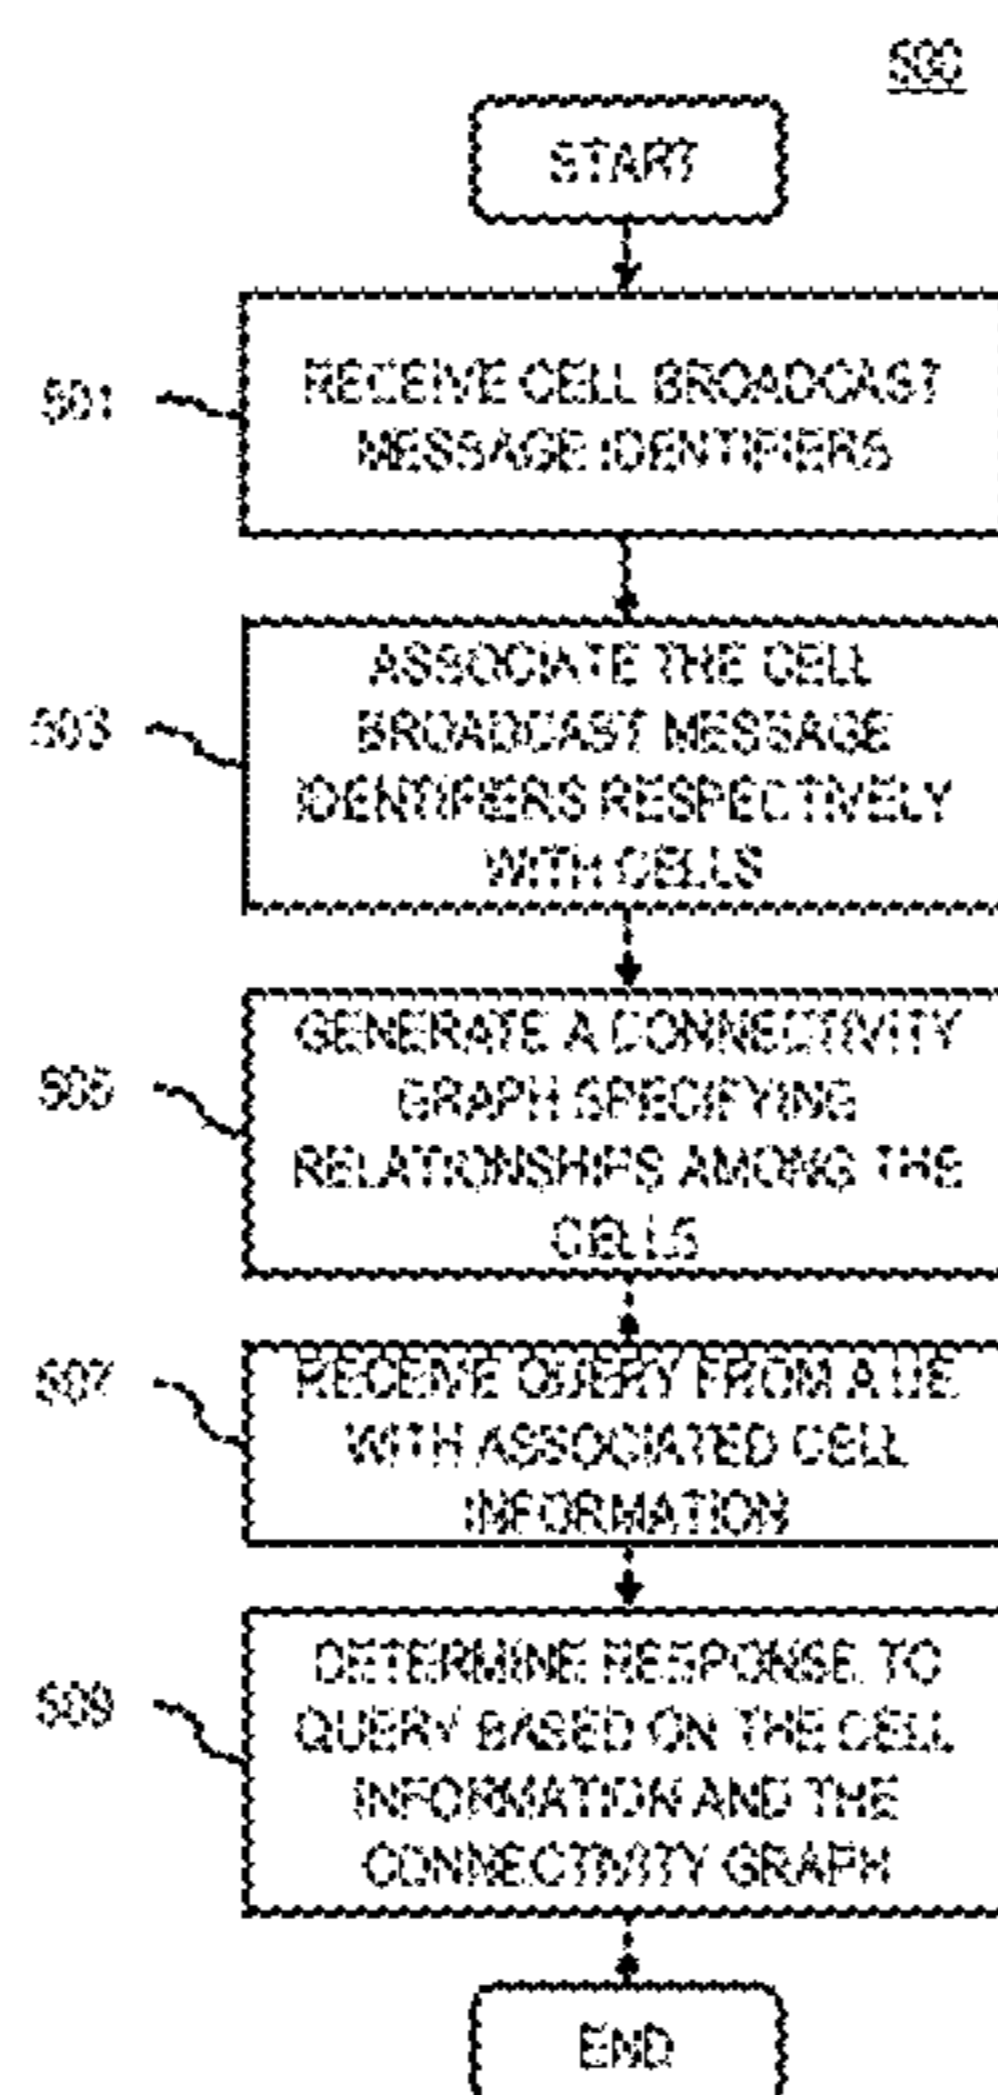 500
START
501
RECEIVE CELL BROADCAST
MESSAGE IDENTIFIERS
503
ASSOCIATE THE CELL
BROADCAST MESSAGE
IDENTIFIERS RESPECTIVELY
WITH CELLS
505
GENERATE A CONNECTIVITY
GRAPH SPECIFYING
RELATIONSHIPS AMONG THE
CELLS
507
RECEIVE QUERY FROM A UE
WITH ASSOCIATED CELL
INFORMATION
509
DETERMINE RESPONSE TO
QUERY BASED ON THE CELL
INFORMATION AND THE
CONNECTIVITY GRAPH
END